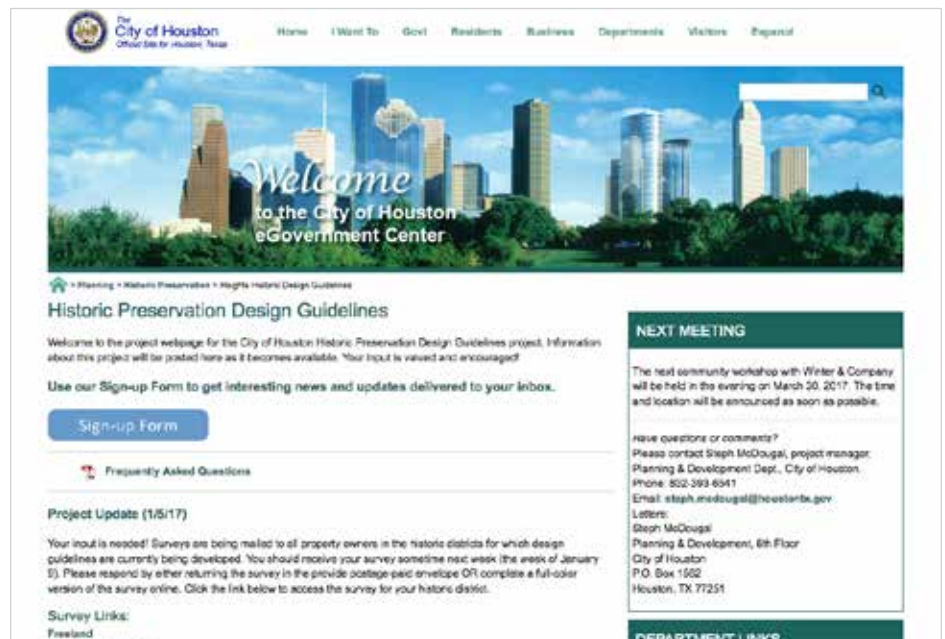 The
City of Houston
Official Site for Houston, Texas
Home I Want To Govt Residents Business Departments Visitors Espanol
Welcome
to the City of Houston
eGovernment Center
> Planning > Historic Preservation > Historic Design Guidelines
Historic Preservation Design Guidelines
Welcome to the project webpage for the City of Houston Historic Preservation Design Guidelines project. Information
about this project will be posted here as it becomes available. Your input is valued and encouraged!
Use our Sign-up Form to get interesting news and updates delivered to your inbox.
Sign-up Form
Frequently Asked Questions
Project Update (1/5/17)
Your input is needed! Surveys are being mailed to all property owners in the historic districts for which design
guidelines are currently being developed. You should receive your survey sometime next week (the week of January
9). Please respond by either returning the survey in the provide postage-paid envelope OR complete a full-color
version of the survey online. Click the link below to access the survey for your historic district.
Survey Links:
Freeland
NEXT MEETING
The next community workshop with Winter & Company
will be held in the evening on March 30, 2017. The time
and location will be announced as soon as possible.
Have questions or comments?
Please contact Steph McDougal, project manager,
Planning & Development Dept., City of Houston.
Phone: 832-393-6541
Email: steph.mcdougal@houstontx.gov
Letters:
Steph McDougal
Planning & Development, 6th Floor
City of Houston
P.O. Box 1562
Houston, TX 77251
DEPARTMENT LINKS